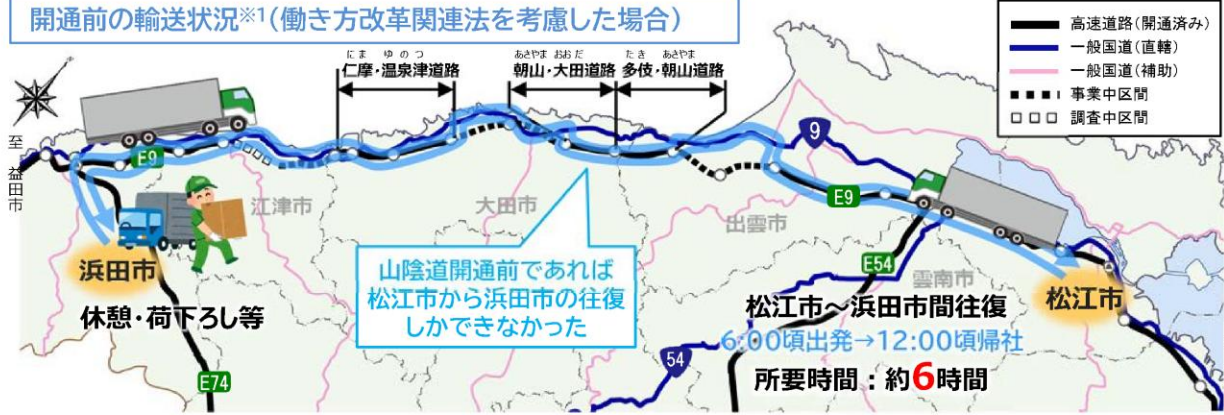 開通前の輸送状況※1(働き方改革関連法を考慮した場合)
高速道路(開通済み)
一般国道(直轄)
一般国道(補助)
事業中区間
調査中区間
にま ゆのつ
仁摩・温泉津道路
あさやま おおだ
朝山・大田道路
たき あさやま
多伎・朝山道路
至 益田市
E9
9
江津市
大田市
出雲市
E9
浜田市
休憩・荷下ろし等
山陰道開通前であれば
松江市から浜田市の往復
しかできなかった
E54
雲南市
松江市
松江市~浜田市間往復
6:00頃出発→12:00頃帰社
所要時間:約6時間
54
E74